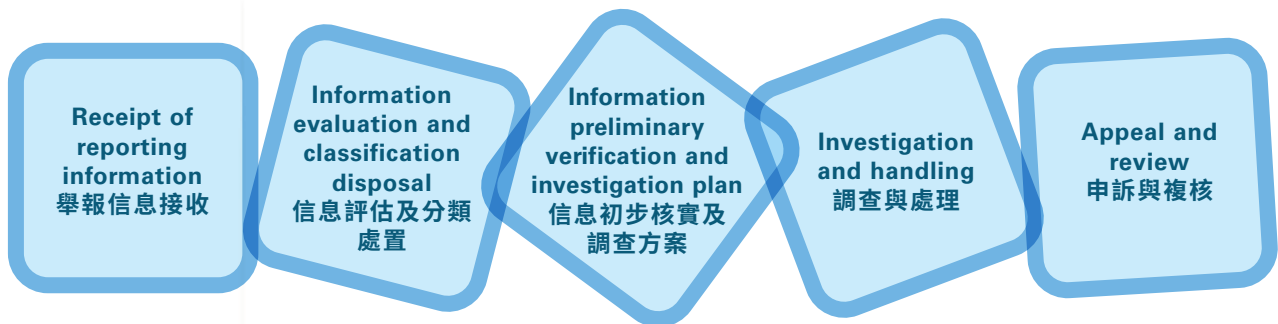 Receipt of
reporting
information
舉報信息接收
Information
evaluation and
classification
disposal
信息評估及分類
處置
Information
preliminary
verification and
investigation plan
信息初步核實及
調查方案
Investigation
and handling
調查與處理
Appeal and
review
申訴與複核